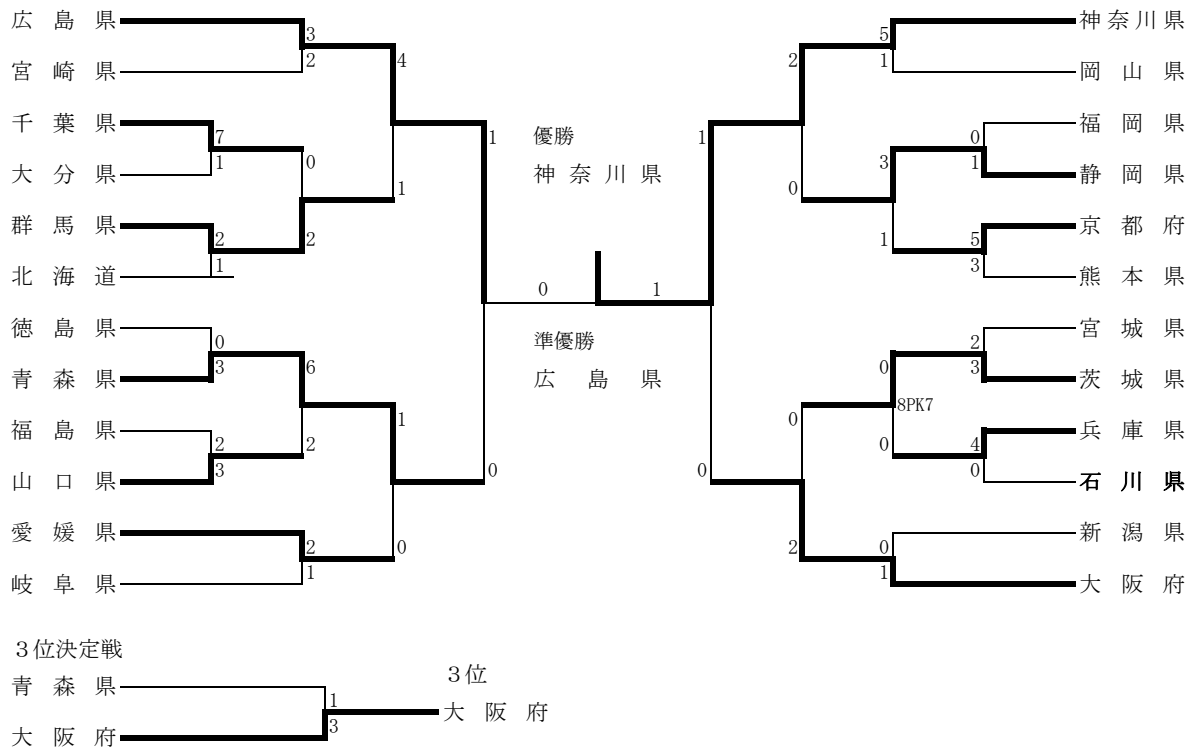 広島県
3
2
宮崎県
4
千葉県
7
1
大分県
0
1
群馬県
2
1
北海道
2
1
徳島県
0
3
青森県
6
福島県
2
3
山口県
2
1
0
愛媛県
2
1
岐阜県
0
優勝
神奈川県
0
1
準優勝
広島県
神奈川県
5
1
岡山県
2
福岡県
0
1
静岡県
1
3
0
京都府
5
3
熊本県
1
宮城県
2
3
茨城県
0
8PK7
0
兵庫県
4
0
石川県
0
0
2
新潟県
0
1
大阪府
3位決定戦
青森県
1
3
大阪府
3位
大阪府